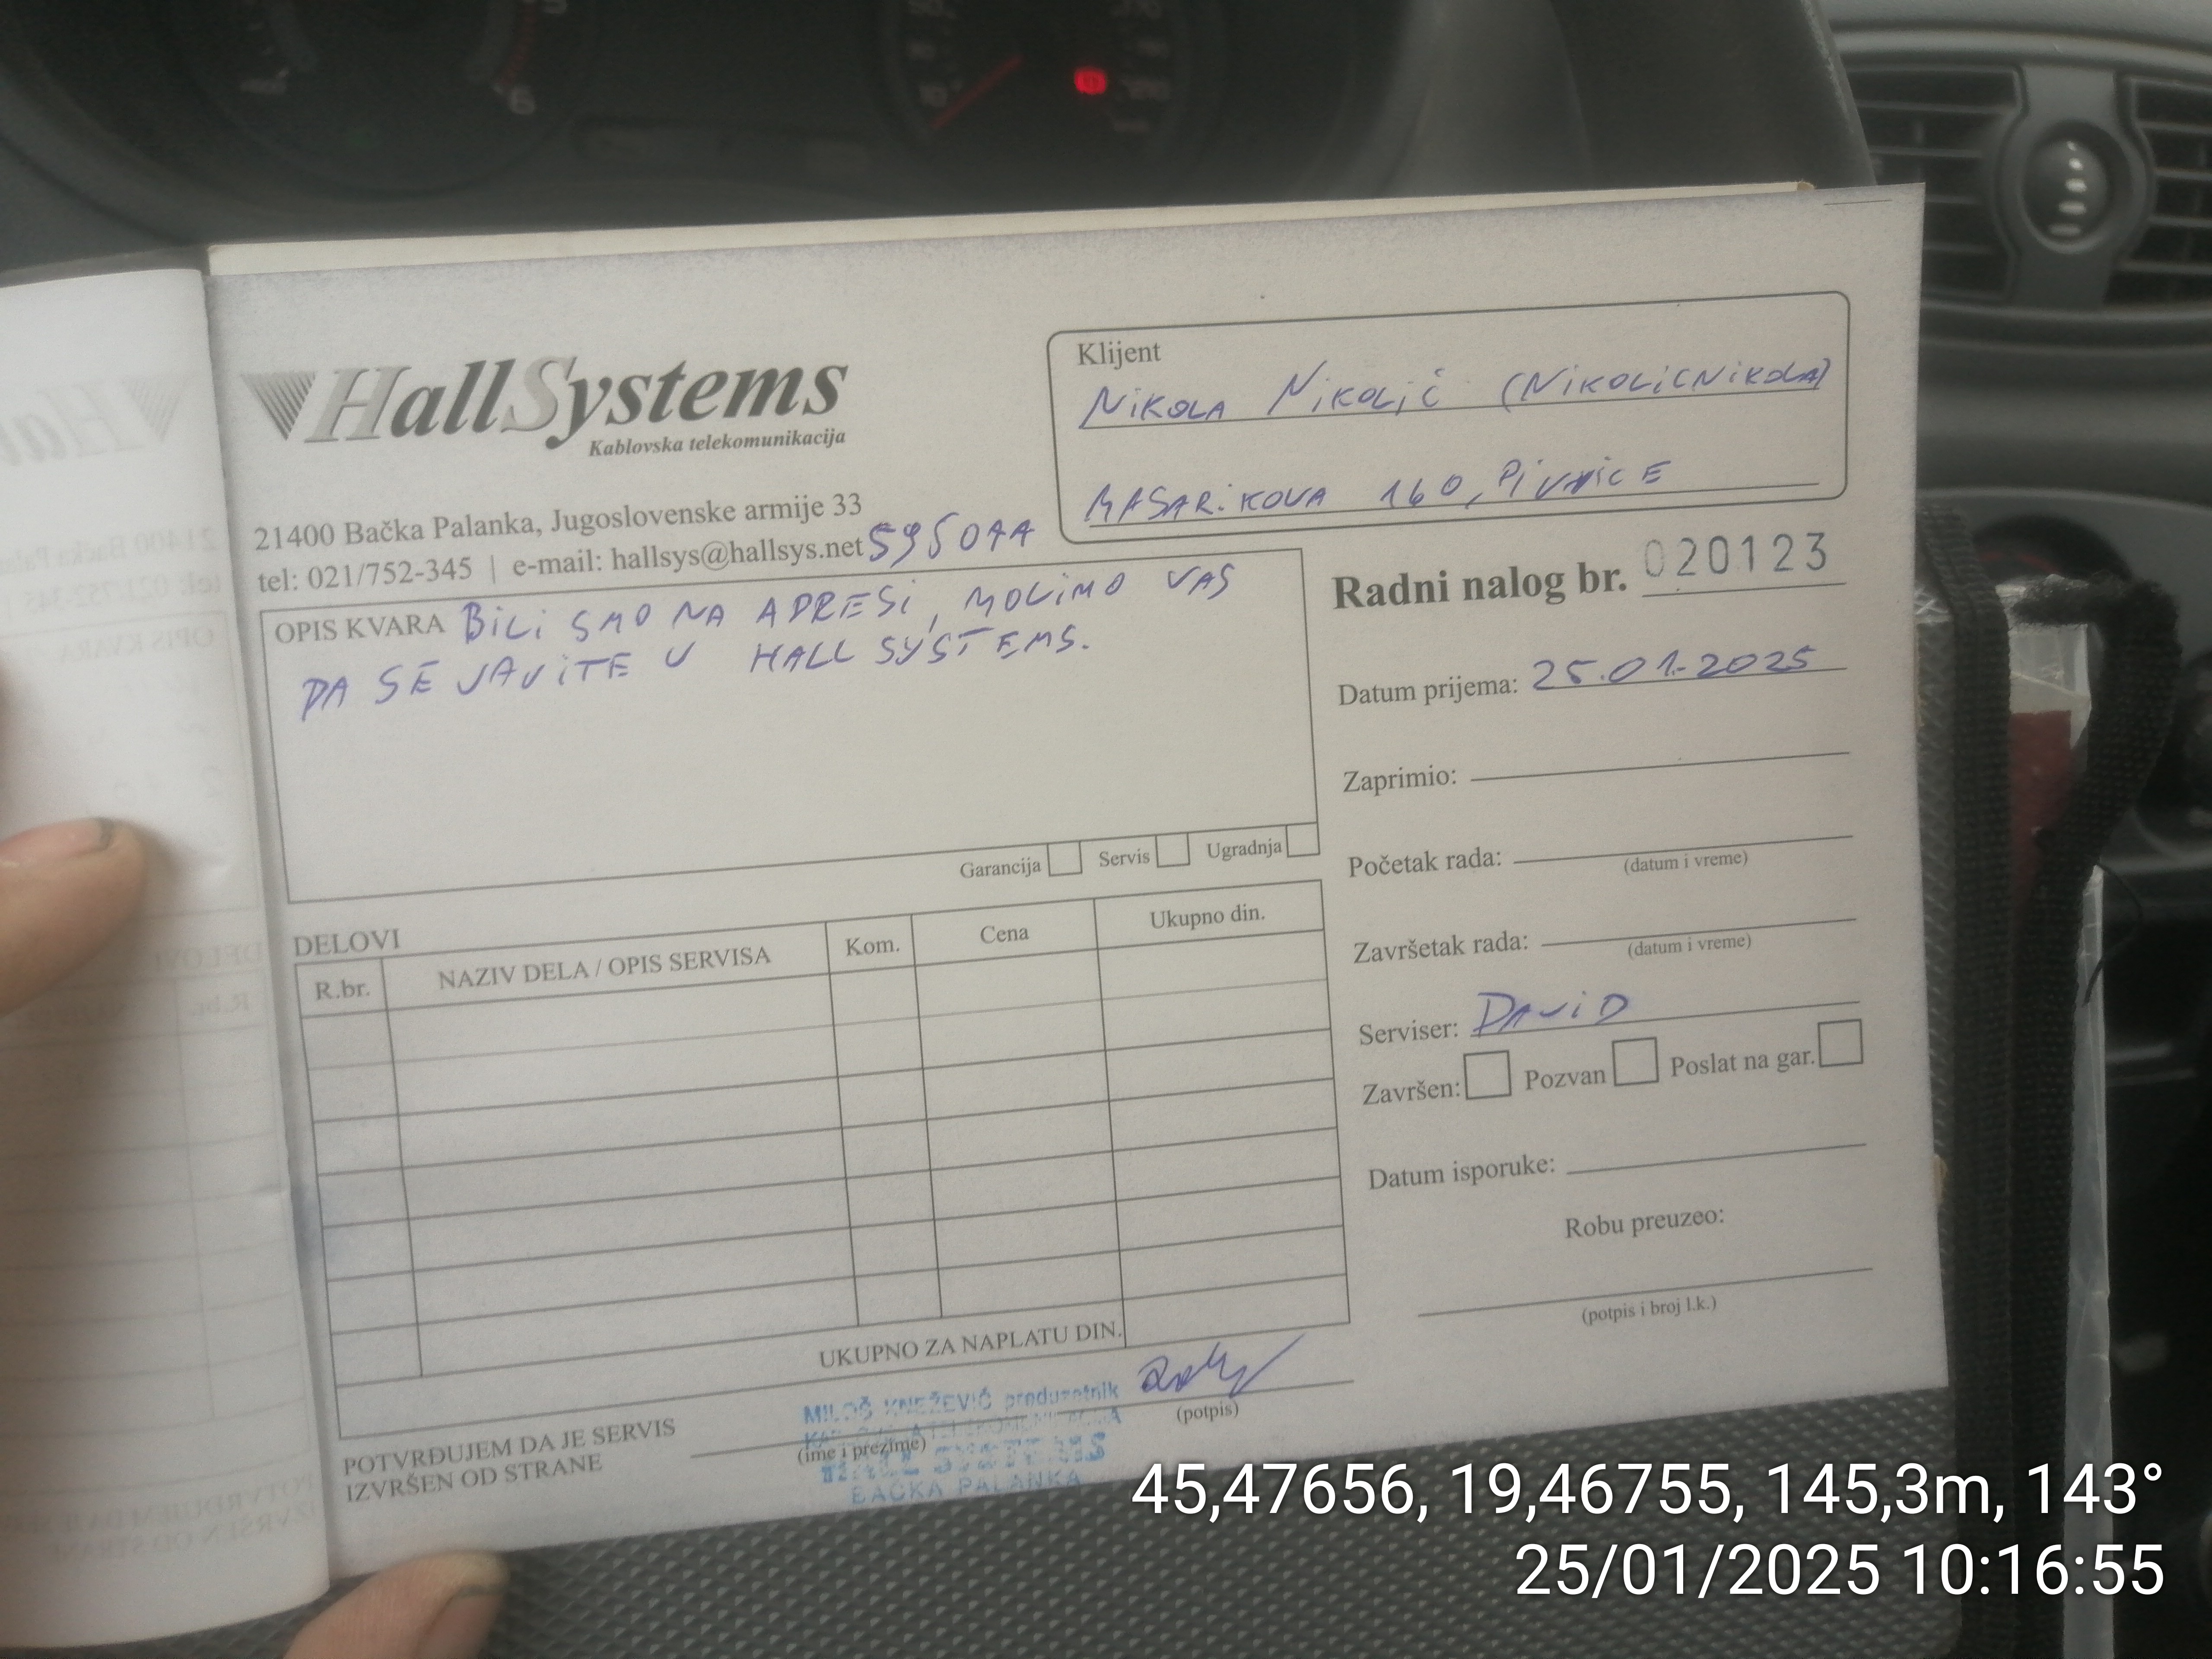 HallSystems
Kablovska telekomunikacija
21400 Bačka Palanka, Jugoslovenske armije 33
tel: 021/752-345 | e-mail: hallsys@hallsys.net
Klijent
NIKOLA NIKOLIĆ (NIKOLICNIKOLA)
MASARIKOVA 160, PIVNICE
OPIS KVARA BILI SMO NA ADRESI, MOLIMO VAS
DA SE JAVITE U HALL SYSTEMS.
Garancija Servis Ugradnja
Radni nalog br. 020123
Datum prijema: 25.01.2025
Zaprimio:
Početak rada:
(datum i vreme)
Završetak rada:
(datum i vreme)
Serviser: DAVID
Završen: Pozvan Poslat na gar.
Datum isporuke:
Robu preuzeo:
(potpis i broj l.k.)
DELOVI
R.br. NAZIV DELA / OPIS SERVISA Kom. Cena Ukupno din.
UKUPNO ZA NAPLATU DIN.
POTVRĐUJEM DA JE SERVIS
IZVRŠEN OD STRANE
(ime i prezime)
(potpis)
MILOŠ KNEŽEVIĆ preduzetnik
HALL SYSTEMS
BAČKA PALANKA
45,47656, 19,46755, 145,3m, 143°
25/01/2025 10:16:55